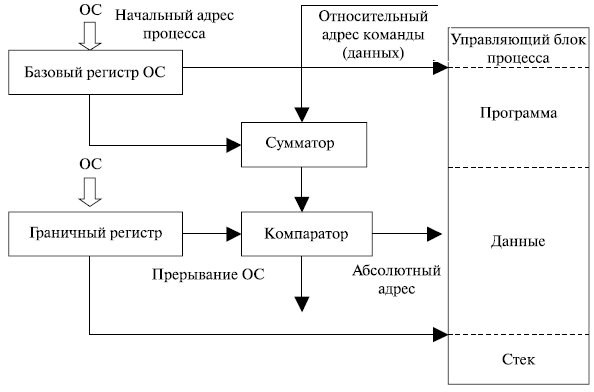 ОС
Начальный адрес
процесса
Относительный
адрес команды
(данных)
Управляющий блок
процесса
Базовый регистр ОС
Программа
Сумматор
ОС
Граничный регистр
Компаратор
Данные
Прерывание ОС
Абсолютный
адрес
Стек